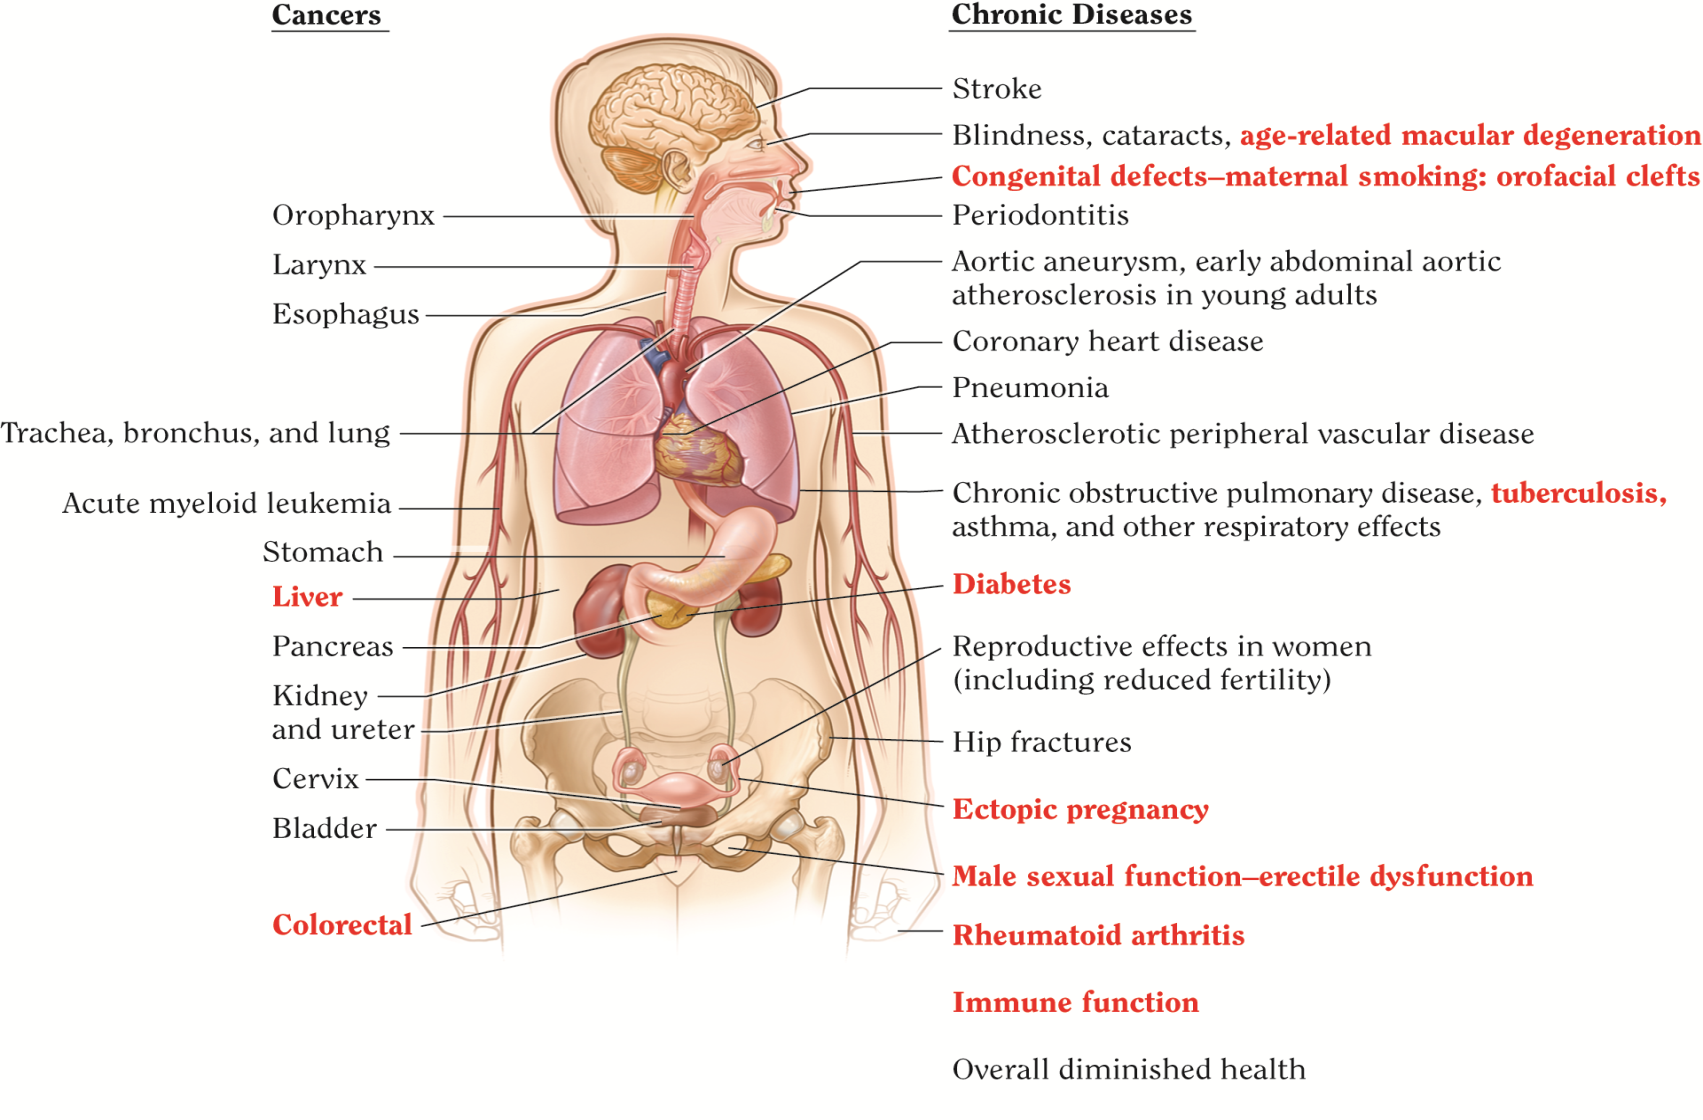 Cancers
Oropharynx
Larynx
Esophagus
Trachea, bronchus, and lung
Acute myeloid leukemia
Stomach
Liver
Pancreas
Kidney
and ureter
Cervix
Bladder
Colorectal
Chronic Diseases
Stroke
Blindness, cataracts, age-related macular degeneration
Congenital defects–maternal smoking: orofacial clefts
Periodontitis
Aortic aneurysm, early abdominal aortic
atherosclerosis in young adults
Coronary heart disease
Pneumonia
Atherosclerotic peripheral vascular disease
Chronic obstructive pulmonary disease, tuberculosis,
asthma, and other respiratory effects
Diabetes
Reproductive effects in women
(including reduced fertility)
Hip fractures
Ectopic pregnancy
Male sexual function–erectile dysfunction
Rheumatoid arthritis
Immune function
Overall diminished health